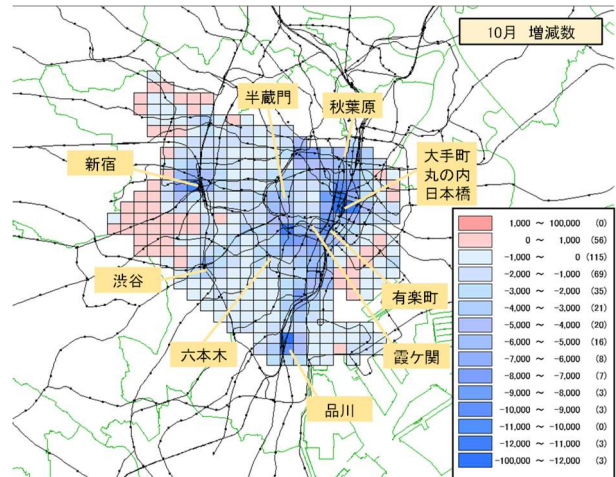 10月 増減数
半蔵門
秋葉原
新宿
大手町
丸の内
日本橋
渋谷
有楽町
六本木
霞ケ関
品川
1,000 ～ 100,000 (0)
0 ～ 1,000 (56)
-1,000 ～ 0 (115)
-2,000 ～ -1,000 (69)
-3,000 ～ -2,000 (35)
-4,000 ～ -3,000 (21)
-5,000 ～ -4,000 (20)
-6,000 ～ -5,000 (16)
-7,000 ～ -6,000 (8)
-8,000 ～ -7,000 (7)
-9,000 ～ -8,000 (3)
-10,000 ～ -9,000 (3)
-11,000 ～ -10,000 (0)
-12,000 ～ -11,000 (3)
-100,000 ～ -12,000 (3)